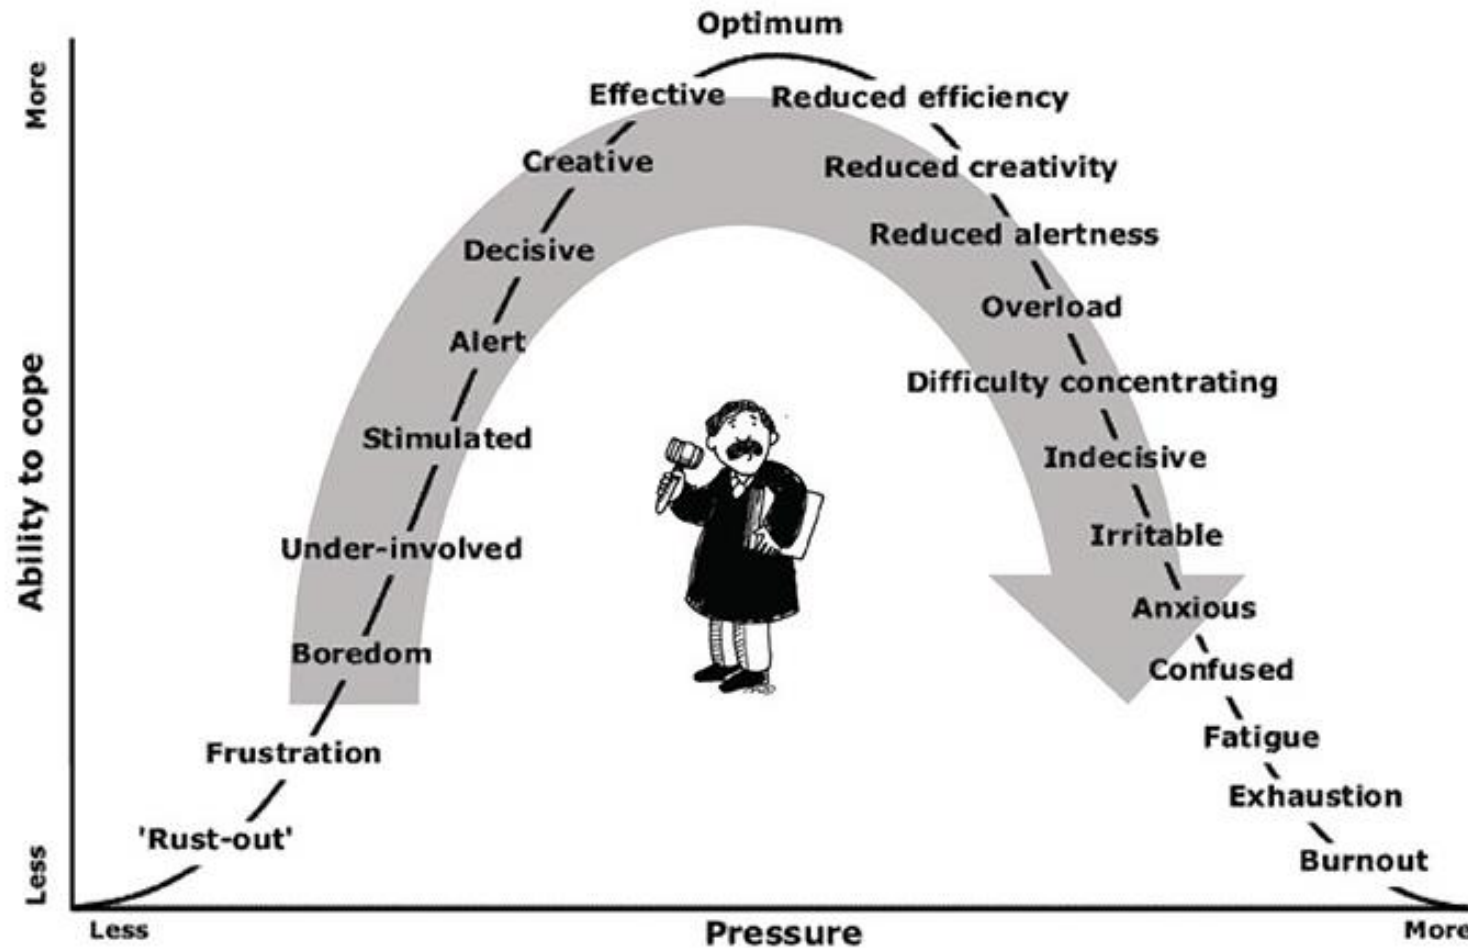 Optimum
More
Effective
Reduced efficiency
Creative
Reduced creativity
Decisive
Reduced alertness
Overload
Alert
Difficulty concentrating
Stimulated
Indecisive
Ability to cope
Under-involved
Irritable
Anxious
Boredom
Confused
Frustration
Fatigue
Exhaustion
'Rust-out'
Burnout
Less
Less
Pressure
More